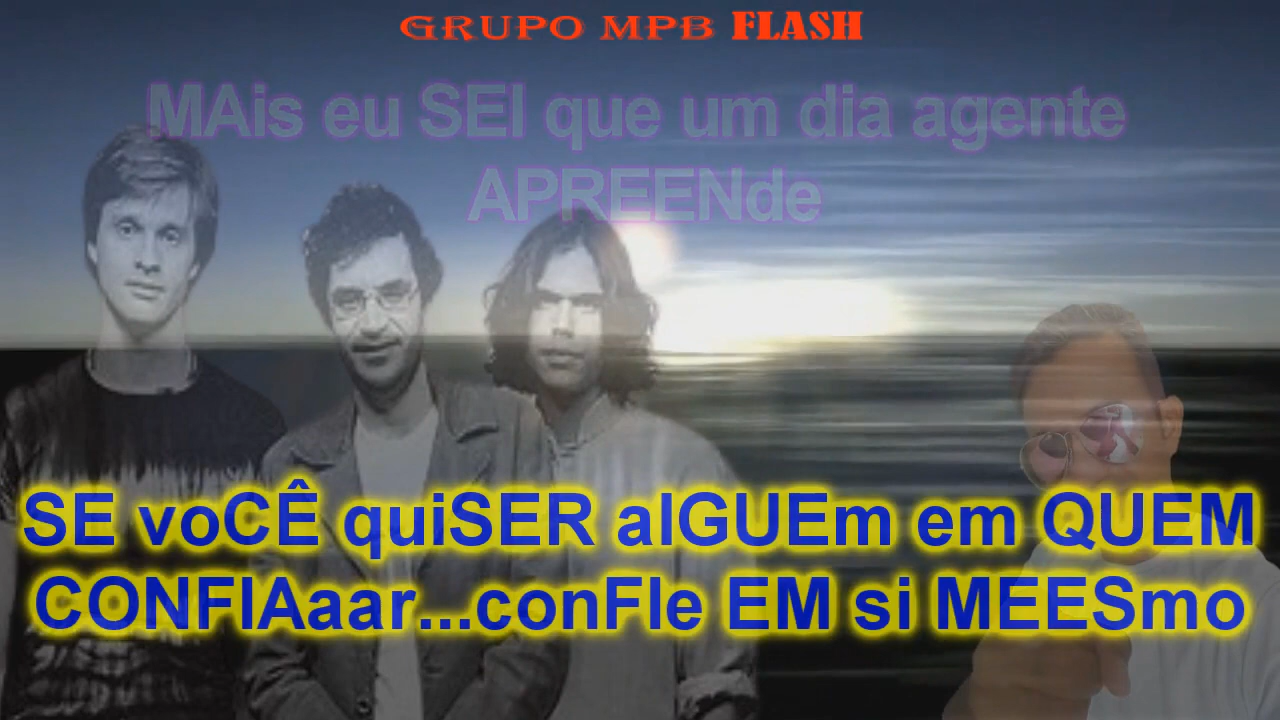 GRUPO MPB FLASH
MAis eu SEI que um dia agente
APREENde
SE voCÊ quiSER alGUEm em QUEM
CONFIAaar...conFIe EM si MEESmo